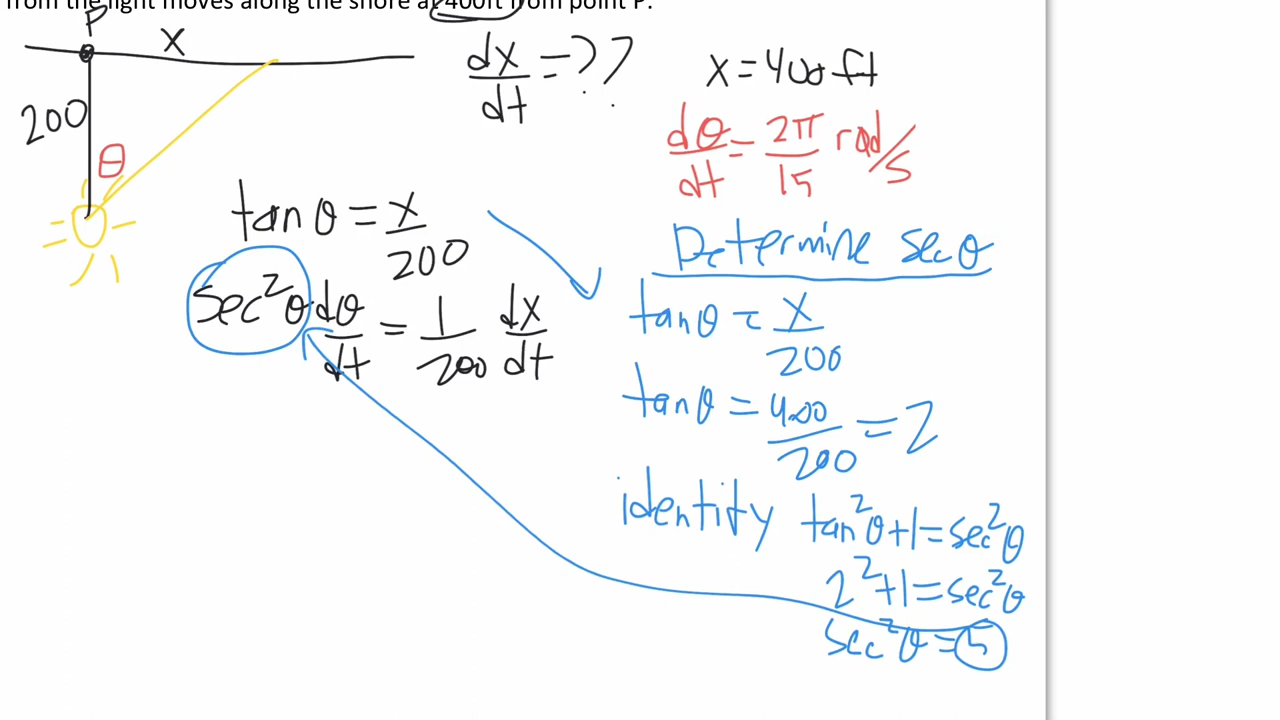 from the light moves along the shore at 400ft from point P.
P
x
200
θ
dx/dt = ??
x = 400 ft
dθ/dt = 2π/15 rad/s
tan θ = x/200
sec²θ dθ/dt = 1/200 dx/dt
Determine sec θ
tan θ = x/200
tan θ = 400/200 = 2
identity tan²θ + 1 = sec²θ
2² + 1 = sec²θ
sec²θ = 5